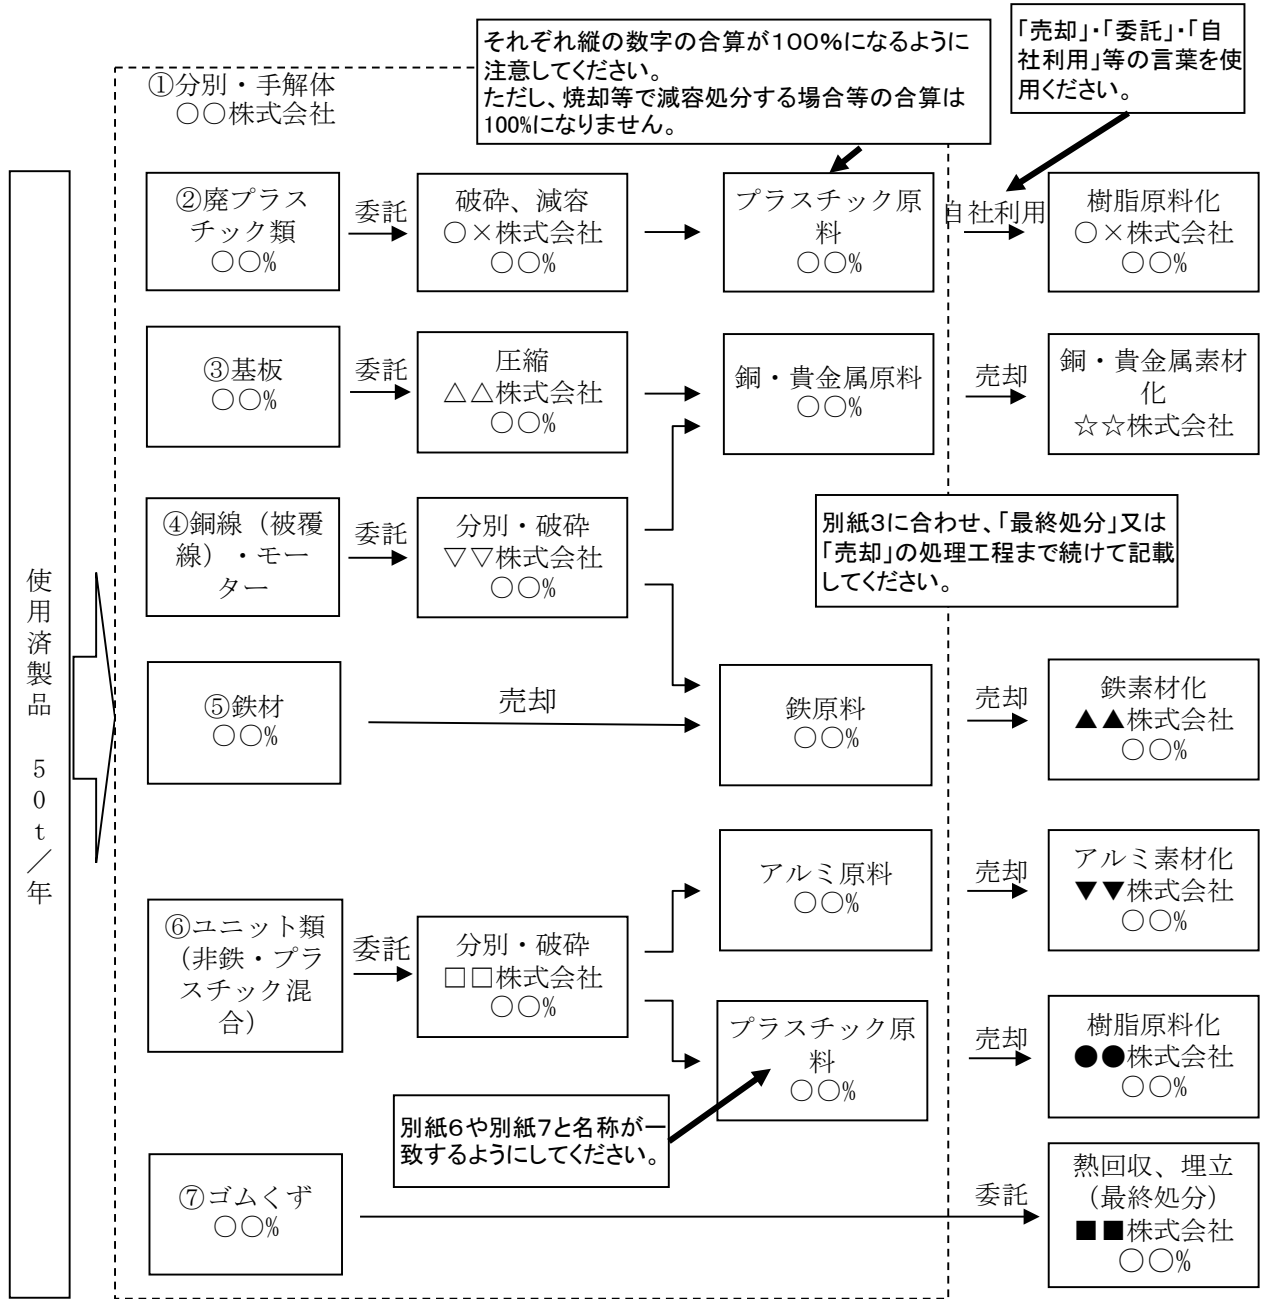 それぞれ縦の数字の合算が100%になるように
注意してください。
ただし、焼却等で減容処分する場合等の合算は
100%になりません。
「売却」・「委託」・「自
社利用」等の言葉を使
用ください。
①分別・手解体
○○株式会社
使用済製品 50t/年
②廃プラス
チック類
○○%
委託
破砕、減容
○×株式会社
○○%
プラスチック原
料
○○%
自社利用
樹脂原料化
○×株式会社
○○%
③基板
○○%
委託
圧縮
△△株式会社
○○%
銅・貴金属原料
○○%
売却
銅・貴金属素材
化
☆☆株式会社
④銅線(被覆
線)・モー
ター
委託
分別・破砕
▽▽株式会社
○○%
別紙3に合わせ、「最終処分」又は
「売却」の処理工程まで続けて記載
してください。
⑤鉄材
○○%
売却
鉄原料
○○%
売却
鉄素材化
▲▲株式会社
○○%
⑥ユニット類
(非鉄・プラ
スチック混
合)
委託
分別・破砕
□□株式会社
○○%
アルミ原料
○○%
売却
アルミ素材化
▼▼株式会社
○○%
プラスチック原
料
○○%
売却
樹脂原料化
●●株式会社
○○%
別紙6や別紙7と名称が一
致するようにしてください。
⑦ゴムくず
○○%
委託
熱回収、埋立
(最終処分)
■■株式会社
○○%